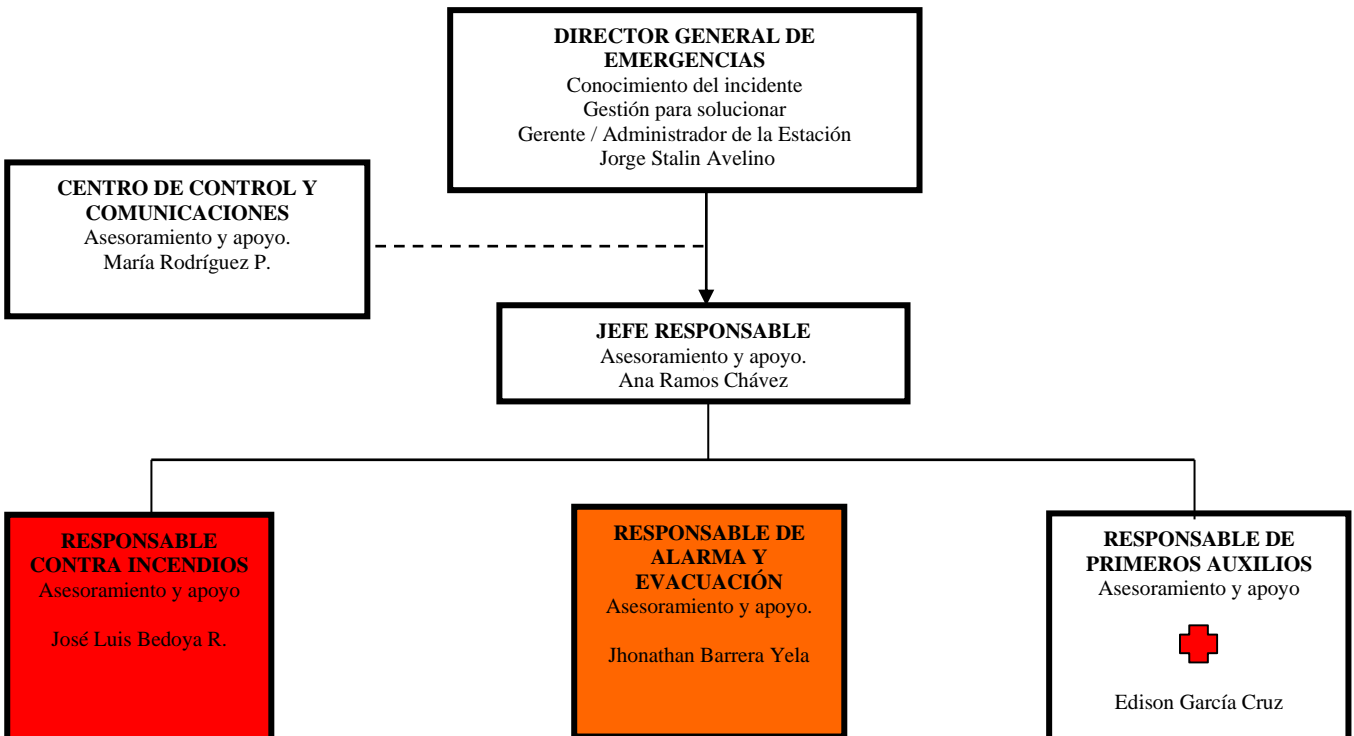 DIRECTOR GENERAL DE
EMERGENCIAS
Conocimiento del incidente
Gestión para solucionar
Gerente / Administrador de la Estación
Jorge Stalin Avelino
CENTRO DE CONTROL Y
COMUNICACIONES
Asesoramiento y apoyo.
María Rodríguez P.
JEFE RESPONSABLE
Asesoramiento y apoyo.
Ana Ramos Chávez
RESPONSABLE
CONTRA INCENDIOS
Asesoramiento y apoyo
José Luis Bedoya R.
RESPONSABLE DE
ALARMA Y
EVACUACIÓN
Asesoramiento y apoyo.
Jhonathan Barrera Yela
RESPONSABLE DE
PRIMEROS AUXILIOS
Asesoramiento y apoyo
Edison García Cruz